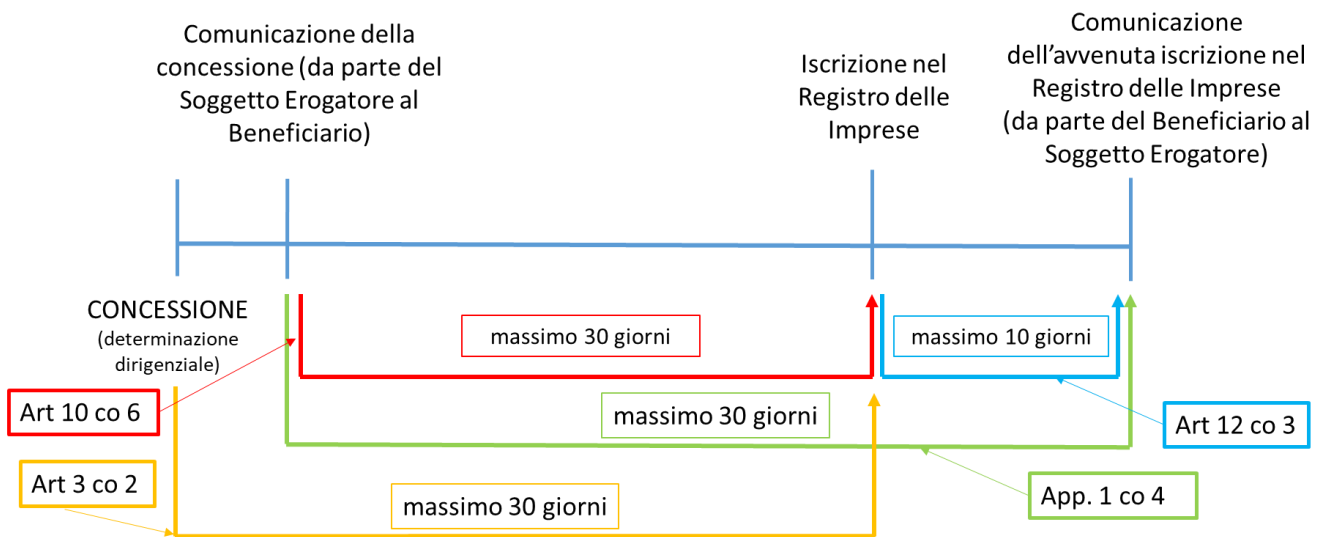 Comunicazione della
concessione (da parte del
Soggetto Erogatore al
Beneficiario)
Iscrizione nel
Registro delle
Imprese
Comunicazione
dell’avvenuta iscrizione nel
Registro delle Imprese
(da parte del Beneficiario al
Soggetto Erogatore)
CONCESSIONE
(determinazione
dirigenziale)
massimo 30 giorni
massimo 10 giorni
Art 10 co 6
massimo 30 giorni
Art 12 co 3
Art 3 co 2
massimo 30 giorni
App. 1 co 4